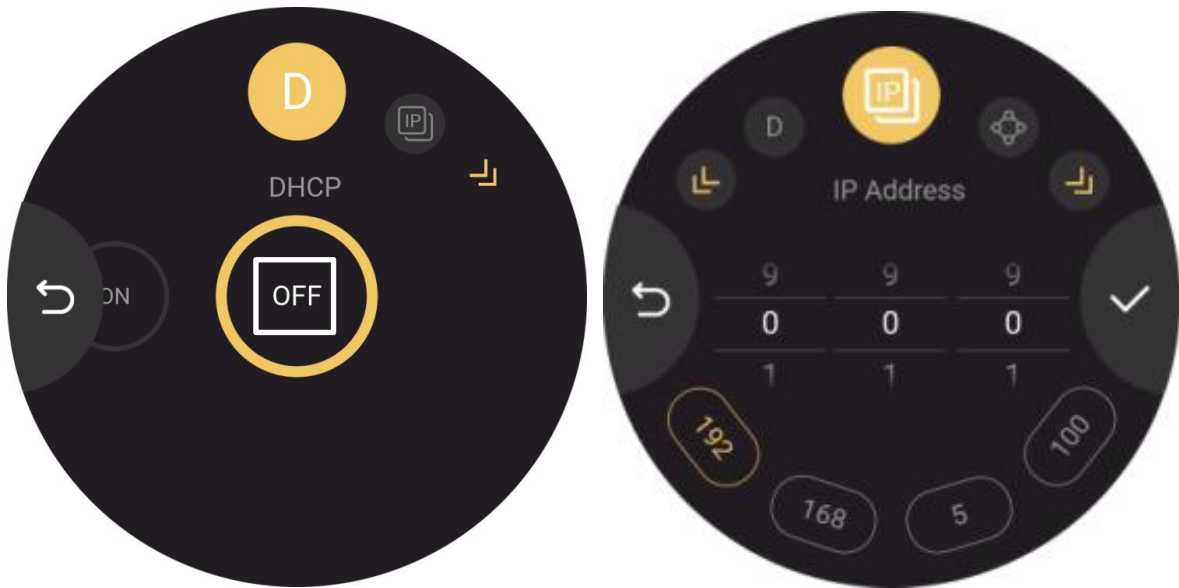 D
IP
DHCP
ON
OFF
IP
D
IP Address
9 9 9
0 0 0
1 1 1
192
168
5
100